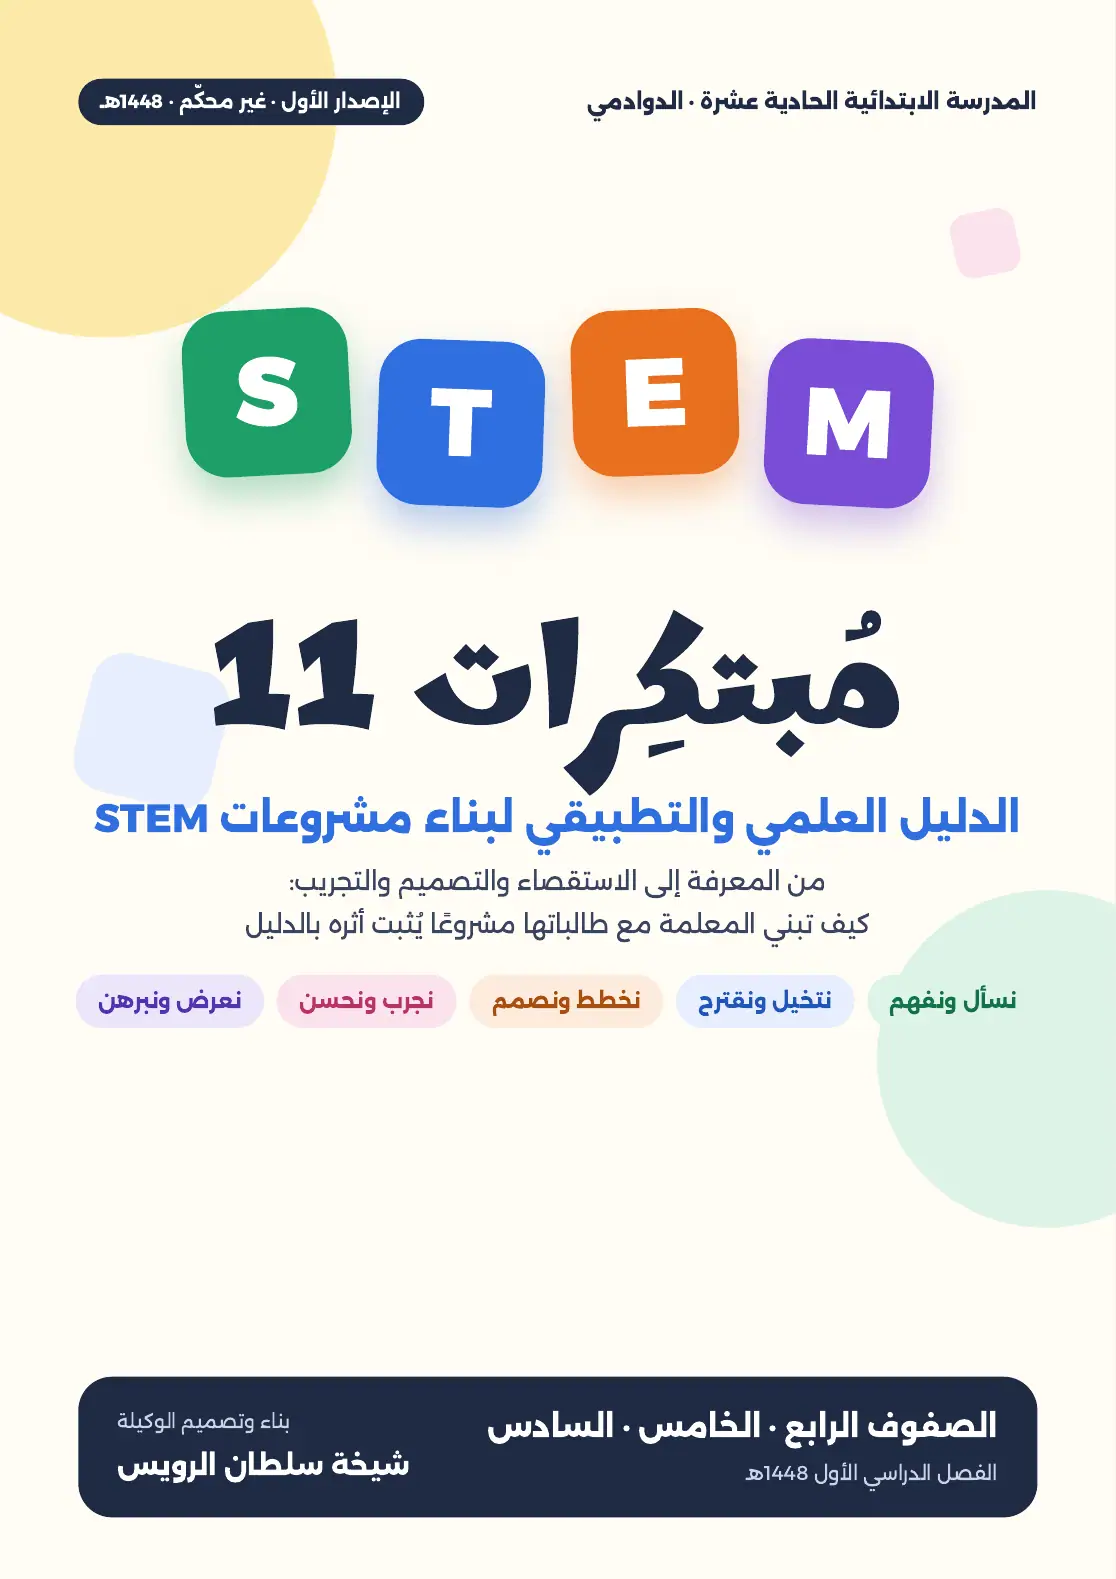 المدرسة الابتدائية الحادية عشرة · الدوادمي
الإصدار الأول · غير محكّم · 1448هـ
STEM
مُبتكِرات 11
الدليل العلمي والتطبيقي لبناء مشروعات STEM
من المعرفة إلى الاستقصاء والتصميم والتجريب:
كيف تبني المعلمة مع طالباتها مشروعًا يُثبت أثره بالدليل
نسأل ونفهم
نتخيل ونقترح
نخطط ونصمم
نجرب ونحسن
نعرض ونبرهن
الصفوف الرابع · الخامس · السادس
الفصل الدراسي الأول 1448هـ
بناء وتصميم الوكيلة
شيخة سلطان الرويس